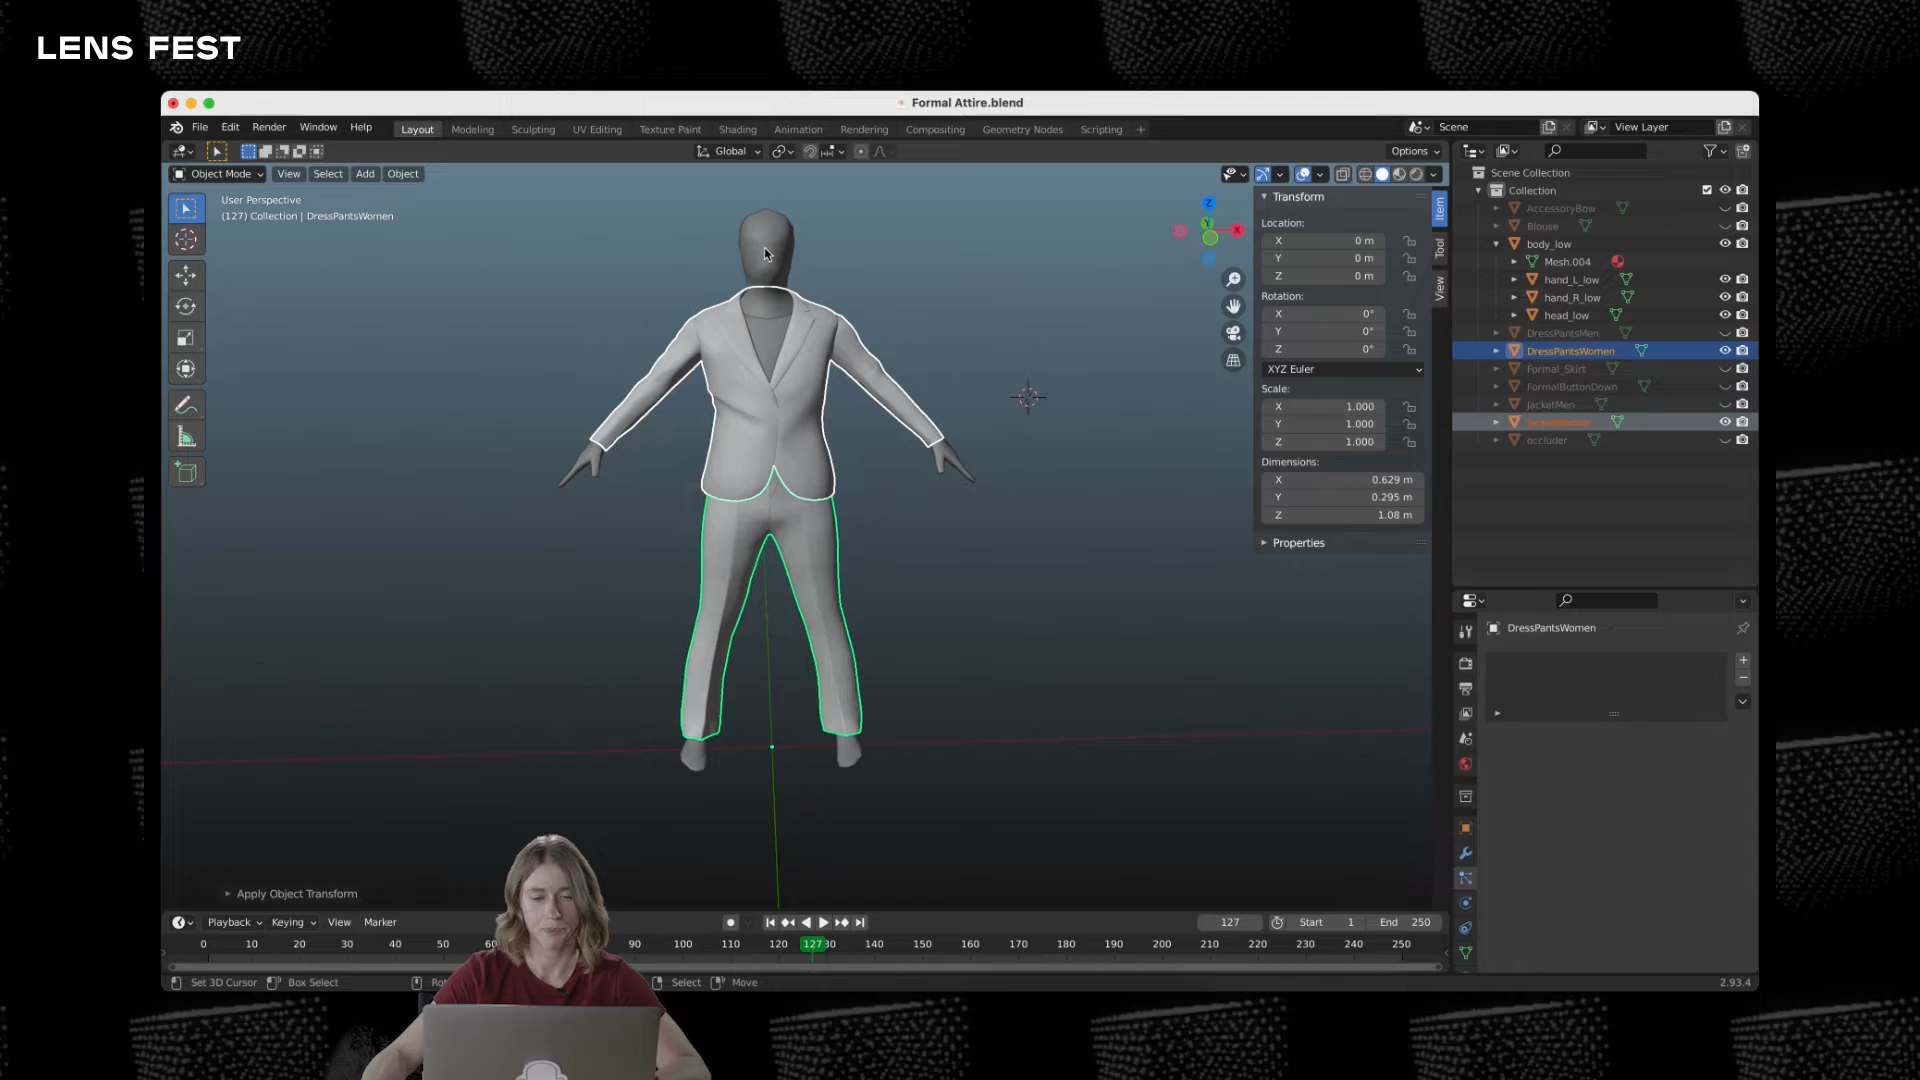 LENS FEST
Formal Attire.blend
File Edit Render Window Help
Layout Modeling Sculpting UV Editing Texture Paint Shading Animation Rendering Compositing Geometry Nodes Scripting +
Scene
View Layer
Global
Options
Object Mode View Select Add Object
User Perspective
(127) Collection | DressPantsWomen
Z
Y
X
Transform
Location:
X 0 m
Y 0 m
Z 0 m
Rotation:
X 0°
Y 0°
Z 0°
XYZ Euler
Scale:
X 1.000
Y 1.000
Z 1.000
Dimensions:
X 0.629 m
Y 0.295 m
Z 1.08 m
Properties
Item
Tool
View
Scene Collection
Collection
AccessoryBow
Blouse
body_low
Mesh.004
hand_L_low
hand_R_low
head_low
DressPantsMen
DressPantsWomen
Formal_Skirt
FormalButtonDown
JacketMen
occluder
DressPantsWomen
Apply Object Transform
Playback Keying View Marker
127 Start 1 End 250
0 10 20 30 40 50 90 100 110 120 127 130 140 150 160 170 180 190 200 210 220 230 240 250
Set 3D Cursor Box Select Select Move
2.93.4